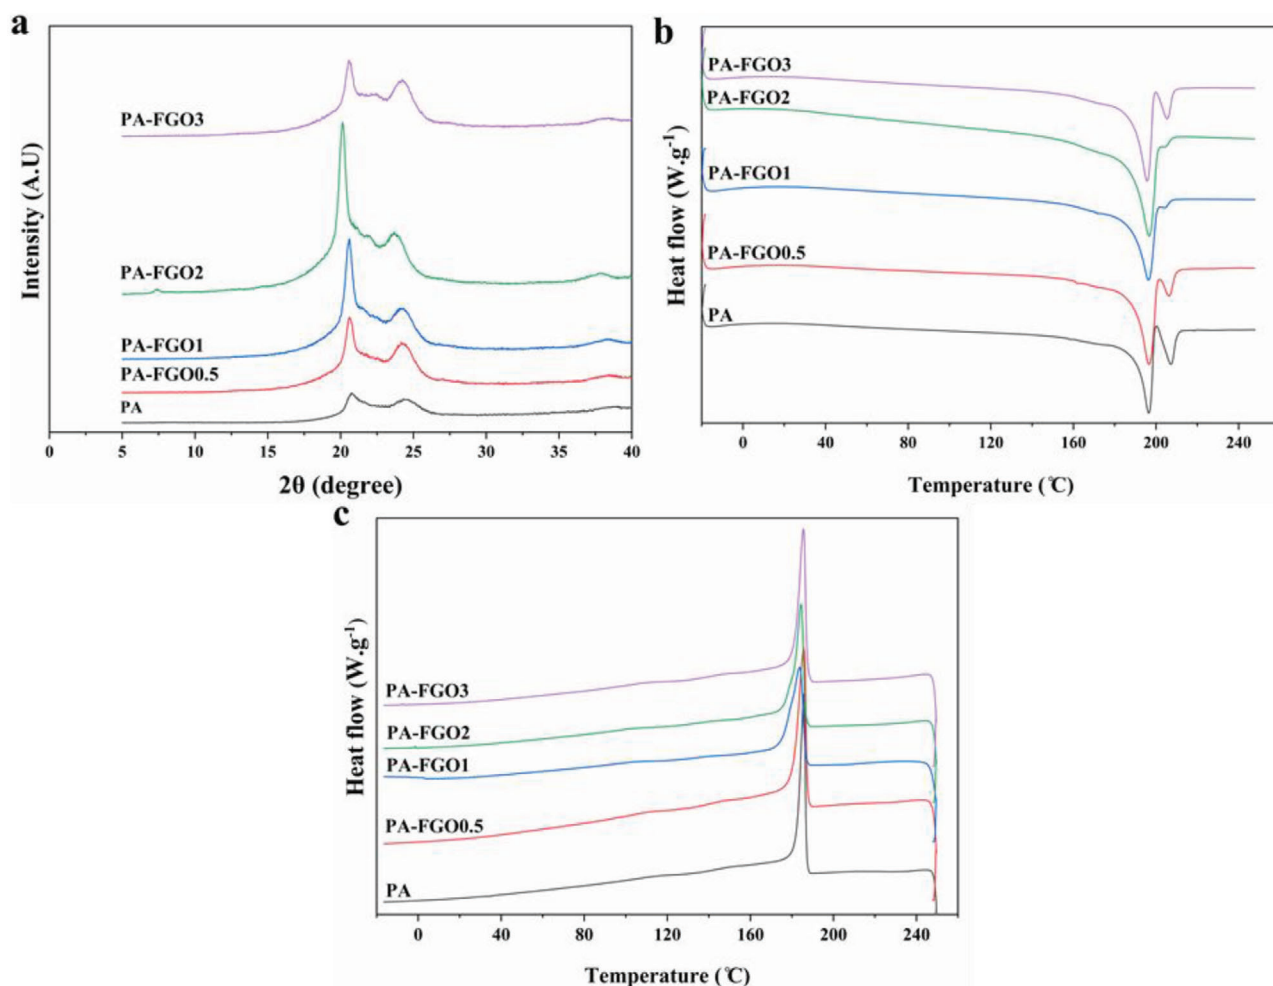 a
PA-FGO3
PA-FGO2
PA-FGO1
PA-FGO0.5
PA
Intensity (A.U)
0 5 10 15 20 25 30 35 40
2θ (degree)
b
PA-FGO3
PA-FGO2
PA-FGO1
PA-FGO0.5
PA
Heat flow (W.g-1)
0 40 80 120 160 200 240
Temperature (℃)
c
PA-FGO3
PA-FGO2
PA-FGO1
PA-FGO0.5
PA
Heat flow (W.g-1)
0 40 80 120 160 200 240
Temperature (℃)